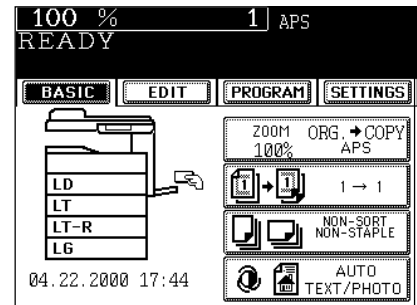 100 % 1 APS
READY
BASIC EDIT PROGRAM SETTINGS
ZOOM ORG.➔COPY
100% APS
1 → 1
LD
LT
LT-R
LG
NON-SORT
NON-STAPLE
04.22.2000 17:44
AUTO
TEXT/PHOTO